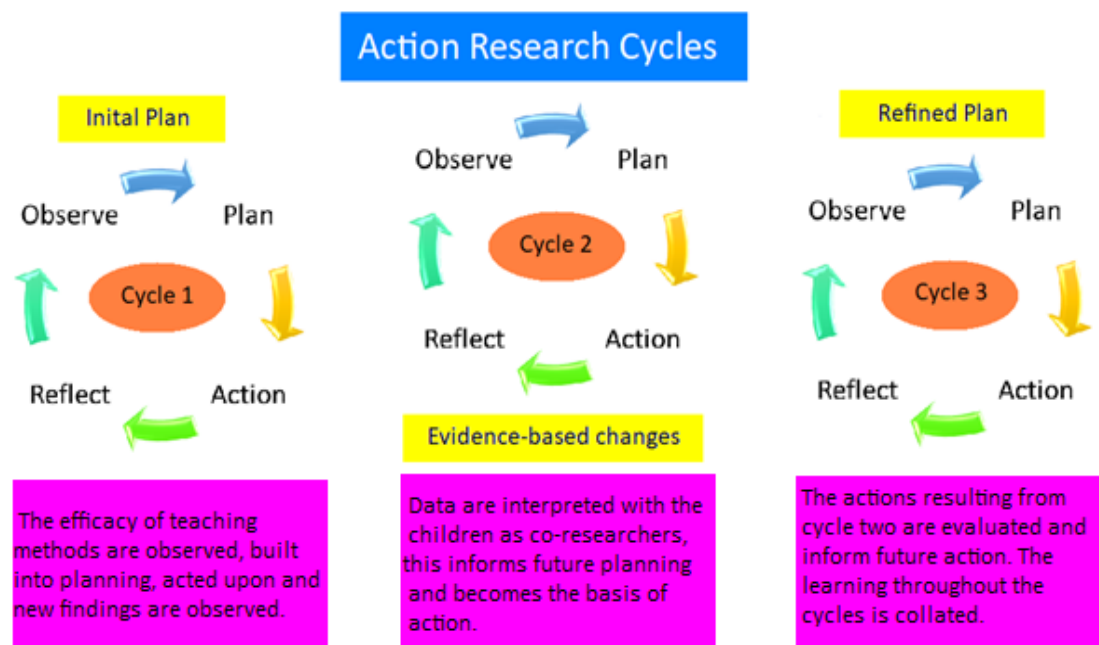 Action Research Cycles
Inital Plan
Observe
Plan
Cycle 1
Reflect
Action
The efficacy of teaching
methods are observed, built
into planning, acted upon and
new findings are observed.
Observe
Plan
Cycle 2
Reflect
Action
Evidence-based changes
Data are interpreted with the
children as co-researchers,
this informs future planning
and becomes the basis of
action.
Refined Plan
Observe
Plan
Cycle 3
Reflect
Action
The actions resulting from
cycle two are evaluated and
inform future action. The
learning throughout the
cycles is collated.